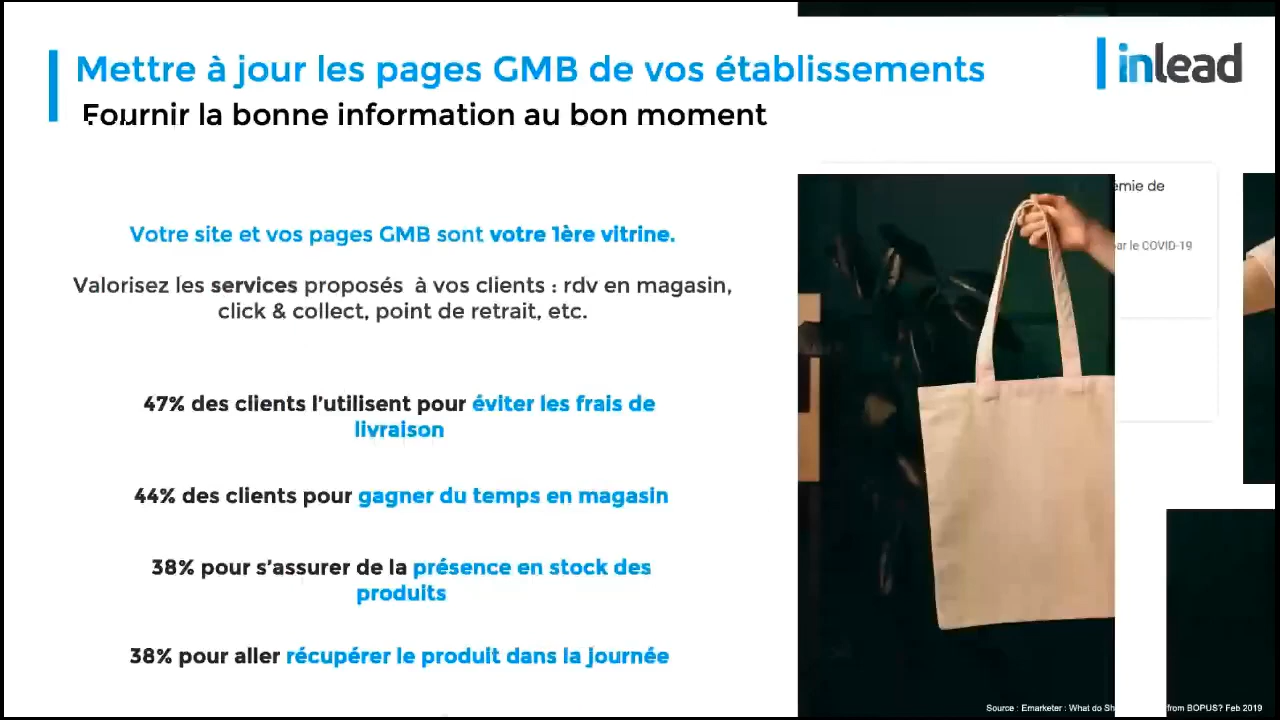 Mettre à jour les pages GMB de vos établissements
inlead
Fournir la bonne information au bon moment
émie de
Votre site et vos pages GMB sont votre 1ère vitrine.
ar le COVID-19
Valorisez les services proposés à vos clients : rdv en magasin,
click & collect, point de retrait, etc.
47% des clients l'utilisent pour éviter les frais de
livraison
44% des clients pour gagner du temps en magasin
38% pour s'assurer de la présence en stock des
produits
38% pour aller récupérer le produit dans la journée
Source : Emarketer : What do Sh from BOPUS? Feb 2019